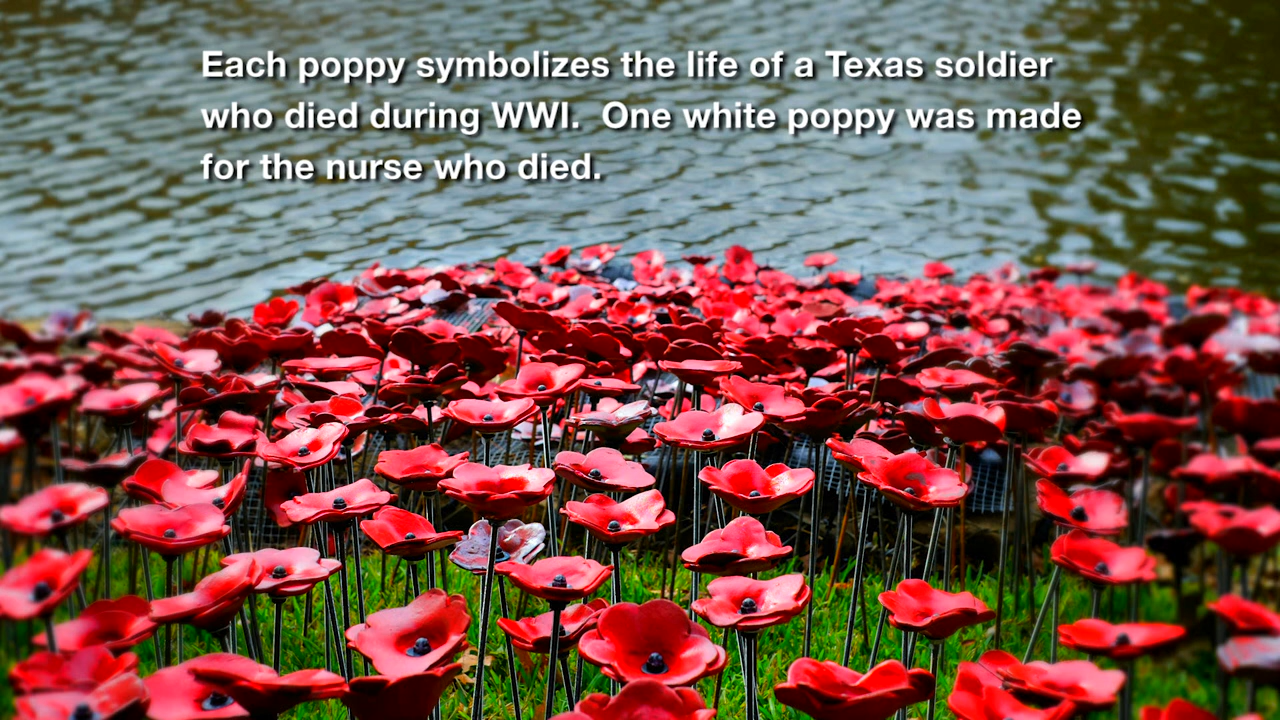 Each poppy symbolizes the life of a Texas soldier
who died during WWI.  One white poppy was made
for the nurse who died.